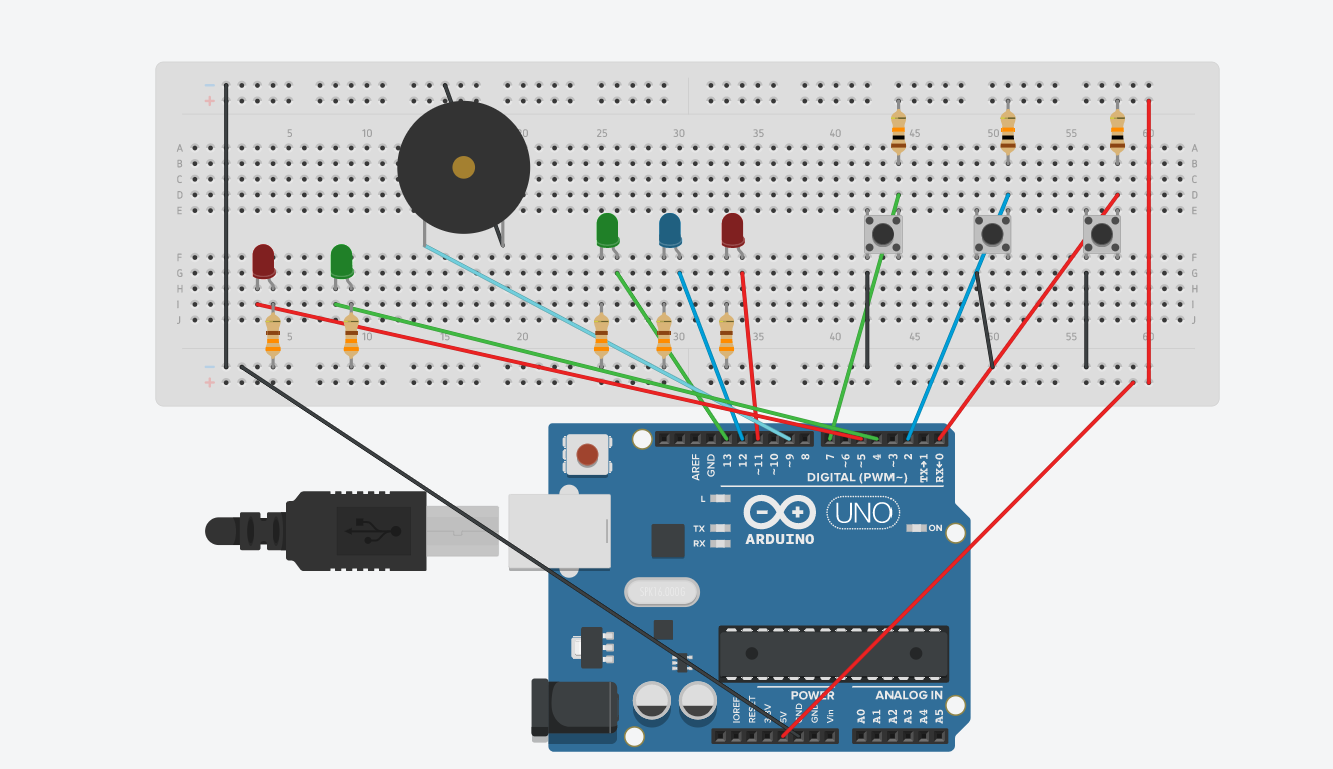 - -
+ +
5 10 20 25 30 35 40 45 50 55 60
A A
B B
C C
D D
E E
F F
G G
H H
I I
J J
5 10 20 25 30 35 40 45 50 55 60
- -
+ +
AREF GND 13 12 ~11 ~10 ~9 8 7 ~6 ~5 4 ~3 2 TX→1 RX←0
DIGITAL (PWM~)
L
TX
RX
UNO
ARDUINO
ON
POWER ANALOG IN
IOREF RESET 3.3V 5V GND GND Vin A0 A1 A2 A3 A4 A5